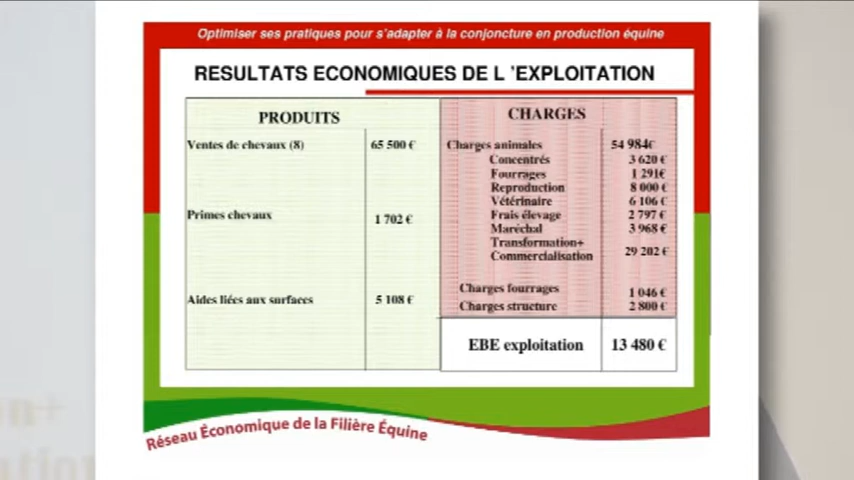 Optimiser ses pratiques pour s'adapter à la conjoncture en production équine
RESULTATS ECONOMIQUES DE L 'EXPLOITATION
PRODUITS
Ventes de chevaux (8) 65 500 €
Primes chevaux 1 702 €
Aides liées aux surfaces 5 108 €
CHARGES
Charges animales 54 984€
Concentrés 3 620 €
Fourrages 1 291€
Reproduction 8 000 €
Vétérinaire 6 106 €
Frais élevage 2 797 €
Maréchal 3 968 €
Transformation+
Commercialisation 29 202 €
Charges fourrages 1 046 €
Charges structure 2 800 €
EBE exploitation 13 480 €
Réseau Économique de la Filière Équine